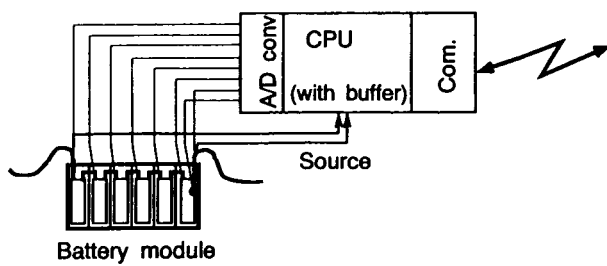 A/D conv
CPU
(with buffer)
Com.
Source
Battery module